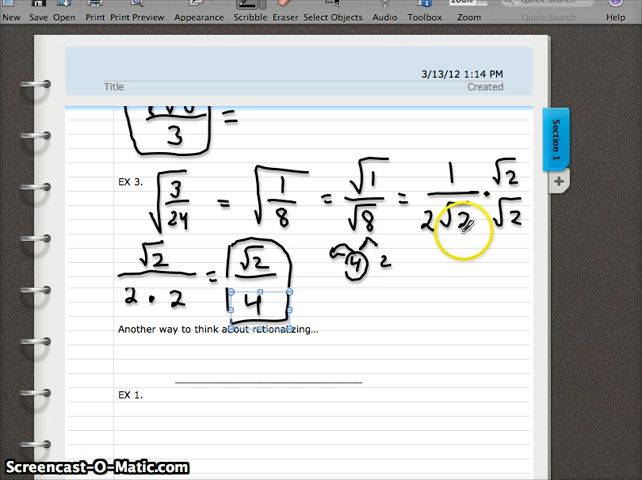 New Save Open Print Print Preview Appearance Scribble Eraser Select Objects Audio Toolbox Zoom Quick Search Help
100%
Quick Search
3/13/12 1:14 PM
Title Created
3 =
Section 1
EX 3. √(3/24) = √(1/8) = √1/√8 = 1/(2√2) · √2/√2
4 2
√2/(2 · 2) = √2/4
Another way to think about rationalizing...
EX 1.
Screencast-O-Matic.com